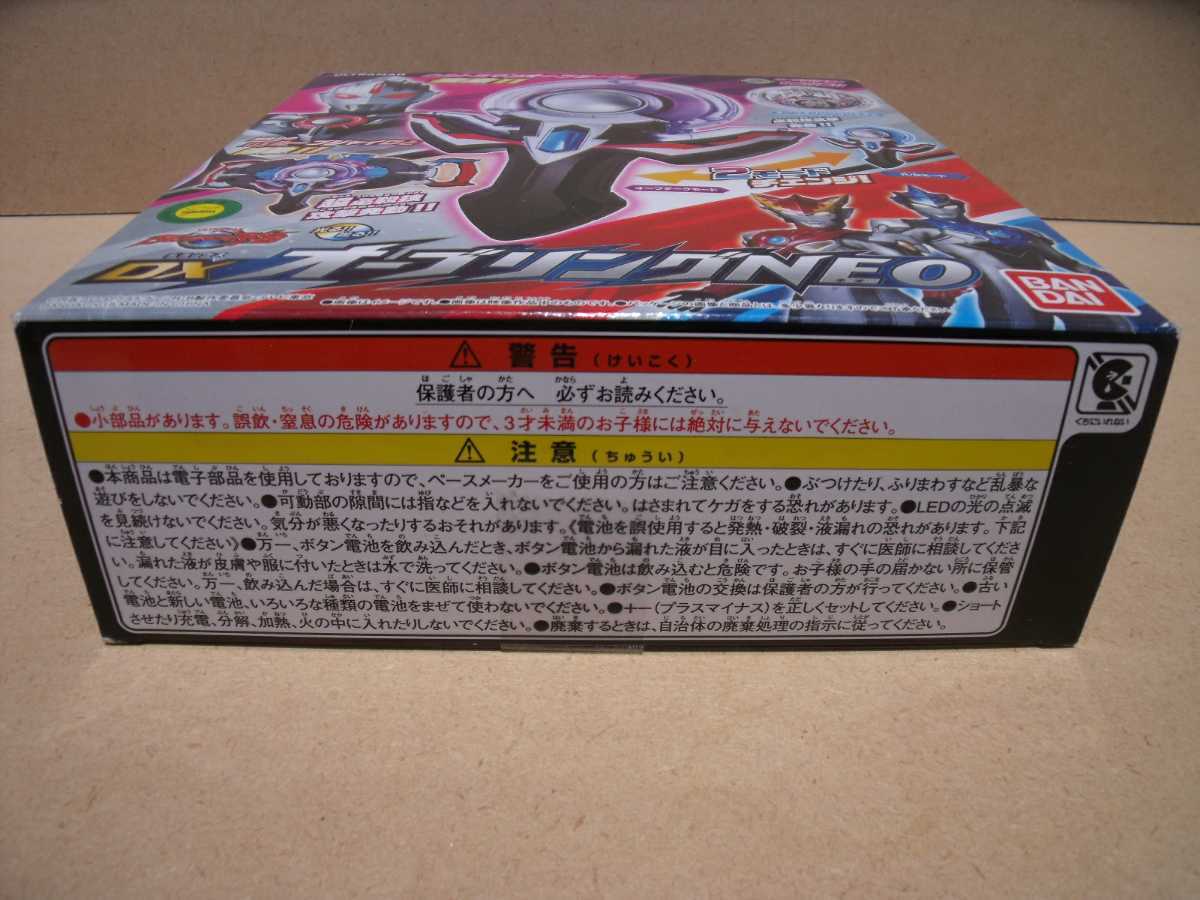 ULTRAMAN
2モード
チェンジ!
オーブダークモード
DX オーブリングNEO
BAN
DAI
警告(けいこく)
保護者の方へ 必ずお読みください。
●小部品があります。誤飲・窒息の危険がありますので、3才未満のお子様には絶対に与えないでください。
くちにいれない
注意(ちゅうい)
●本商品は電子部品を使用しておりますので、ペースメーカーをご使用の方はご注意ください。●ぶつけたり、ふりまわすなど乱暴な
遊びをしないでください。●可動部の隙間には指などを入れないでください。はさまれてケガをする恐れがあります。●LEDの光の点滅
を見続けないでください。気分が悪くなったりするおそれがあります。《電池を誤使用すると発熱・破裂・液漏れの恐れがあります。下記
に注意してください》●万一、ボタン電池を飲み込んだとき、ボタン電池から漏れた液が目に入ったときは、すぐに医師に相談してくださ
い。漏れた液が皮膚や服に付いたときは水で洗ってください。●ボタン電池は飲み込むと危険です。お子様の手の届かない所に保管
してください。万一、飲み込んだ場合は、すぐに医師に相談してください。●ボタン電池の交換は保護者の方が行ってください。●古い
電池と新しい電池、いろいろな種類の電池をまぜて使わないでください。●+−(プラスマイナス)を正しくセットしてください。●ショート
させたり充電、分解、加熱、火の中に入れたりしないでください。●廃棄するときは、自治体の廃棄処理の指示に従ってください。